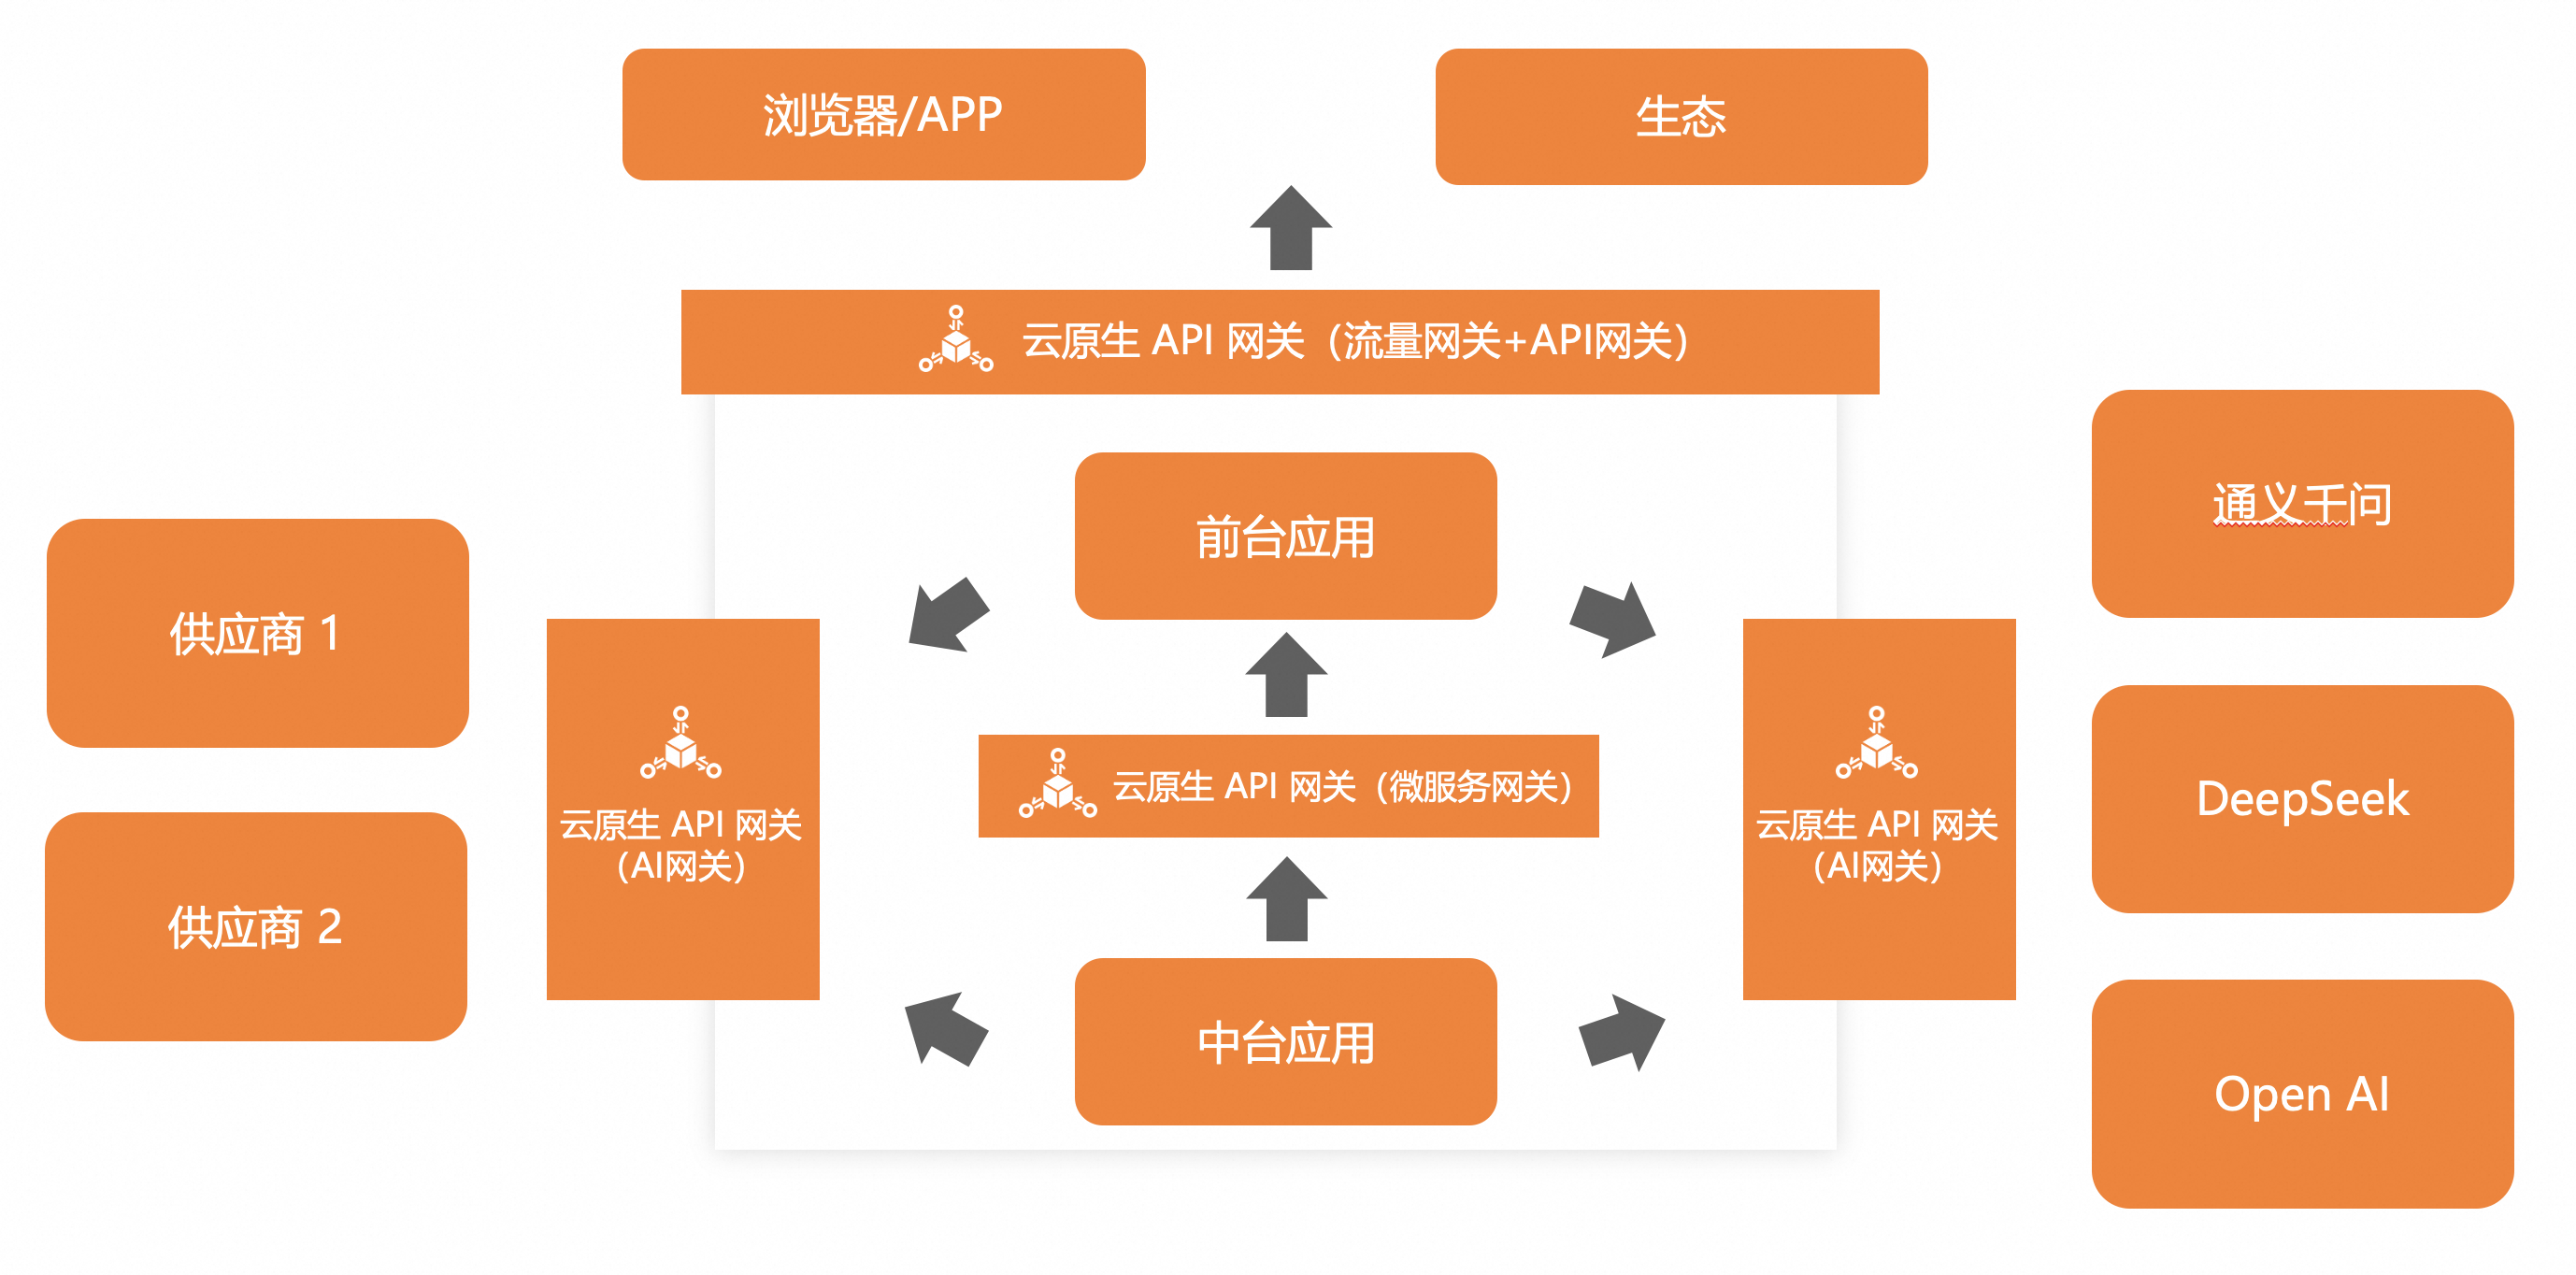 浏览器/APP
生态
云原生 API 网关（流量网关+API网关）
前台应用
通义千问
供应商 1
云原生 API 网关
（AI网关）
云原生 API 网关（微服务网关）
云原生 API 网关
（AI网关）
DeepSeek
供应商 2
中台应用
Open AI